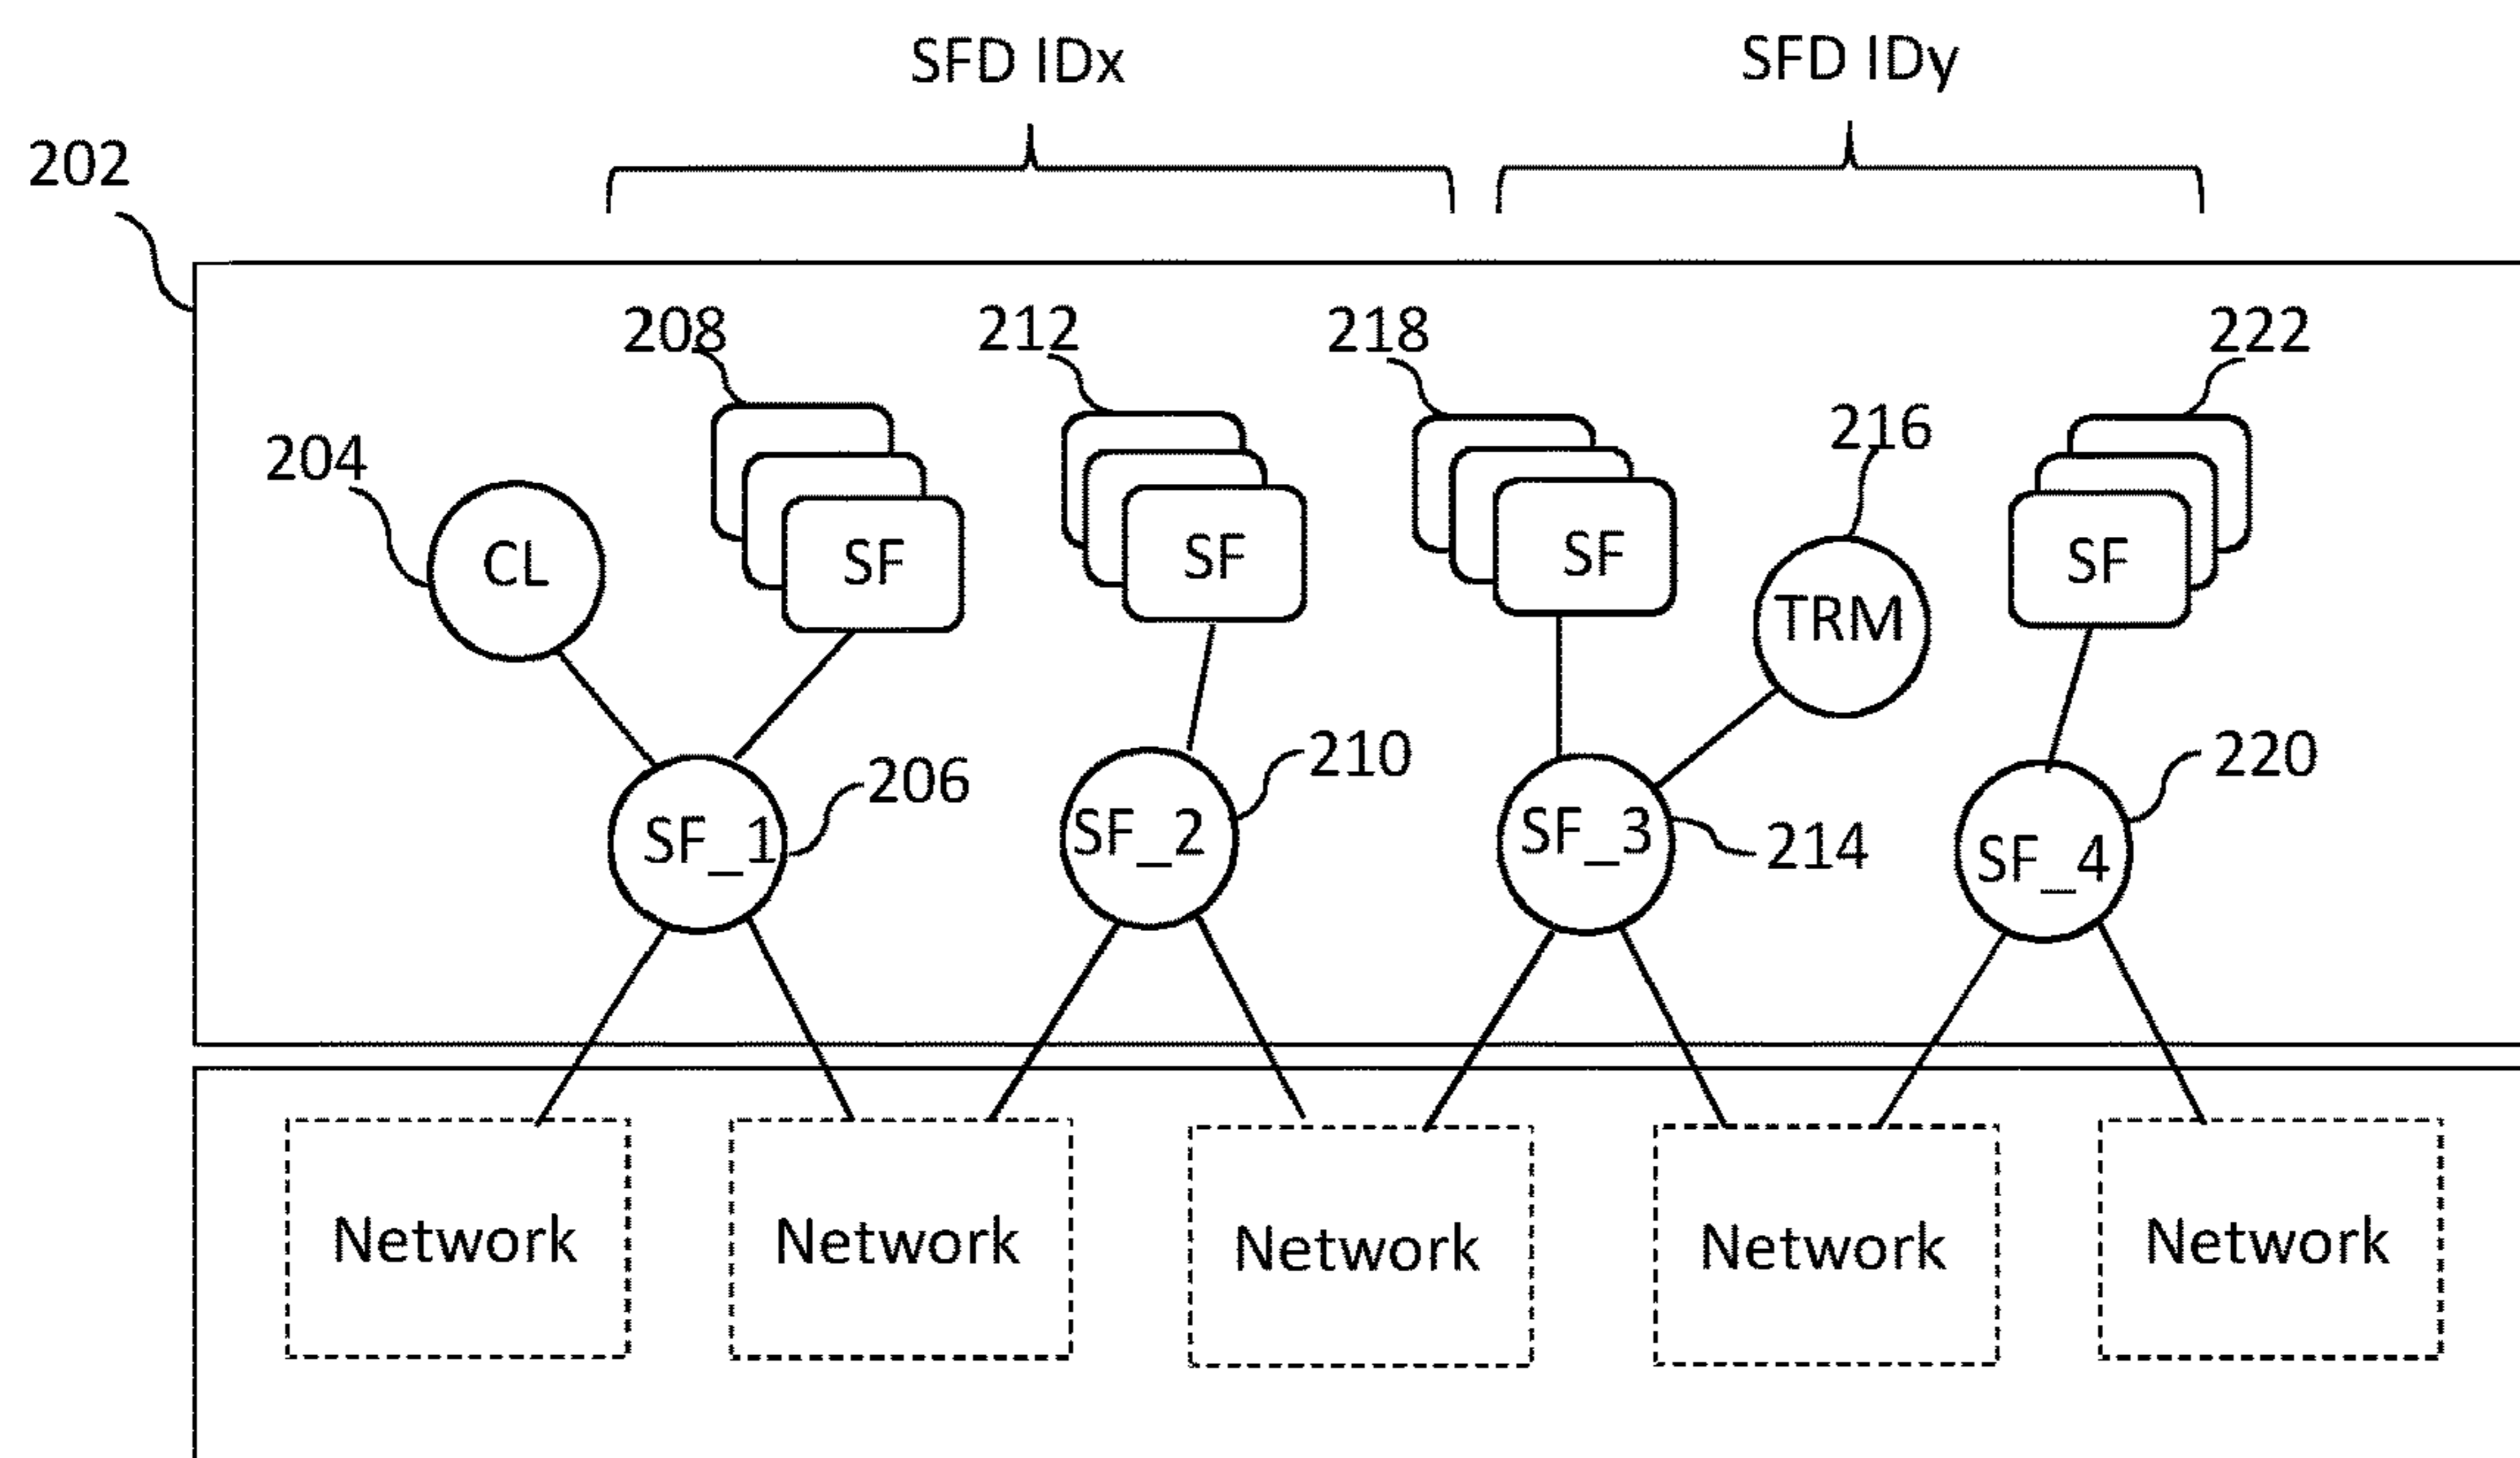 SFD IDx
SFD IDy
202
208
212
218
222
216
204
CL
SF
SF
SF
TRM
SF
206
210
214
220
SF_1
SF_2
SF_3
SF_4
Network
Network
Network
Network
Network